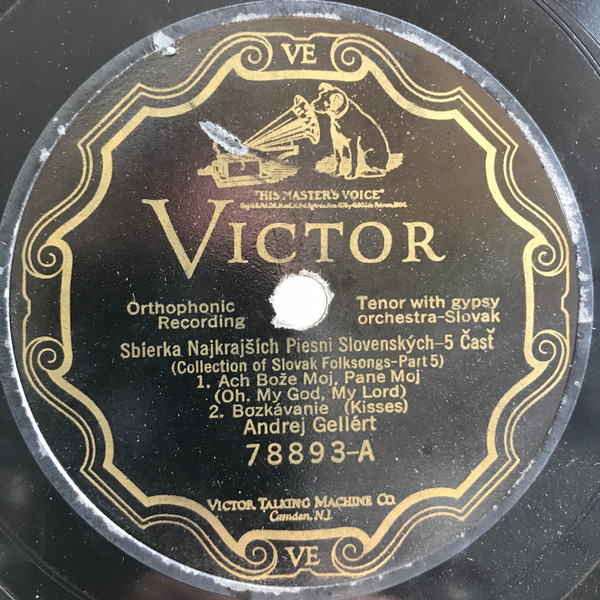 VE
"HIS MASTER'S VOICE"
VICTOR
Orthophonic
Recording
Tenor with gypsy
orchestra-Slovak
Sbierka Najkrajších Piesni Slovenských-5 Časť
(Collection of Slovak Folksongs-Part 5)
1. Ach Bože Moj, Pane Moj
(Oh, My God, My Lord)
2. Bozkávanie (Kisses)
Andrej Gellért
78893-A
VICTOR TALKING MACHINE CO.
Camden, N.J.
VE